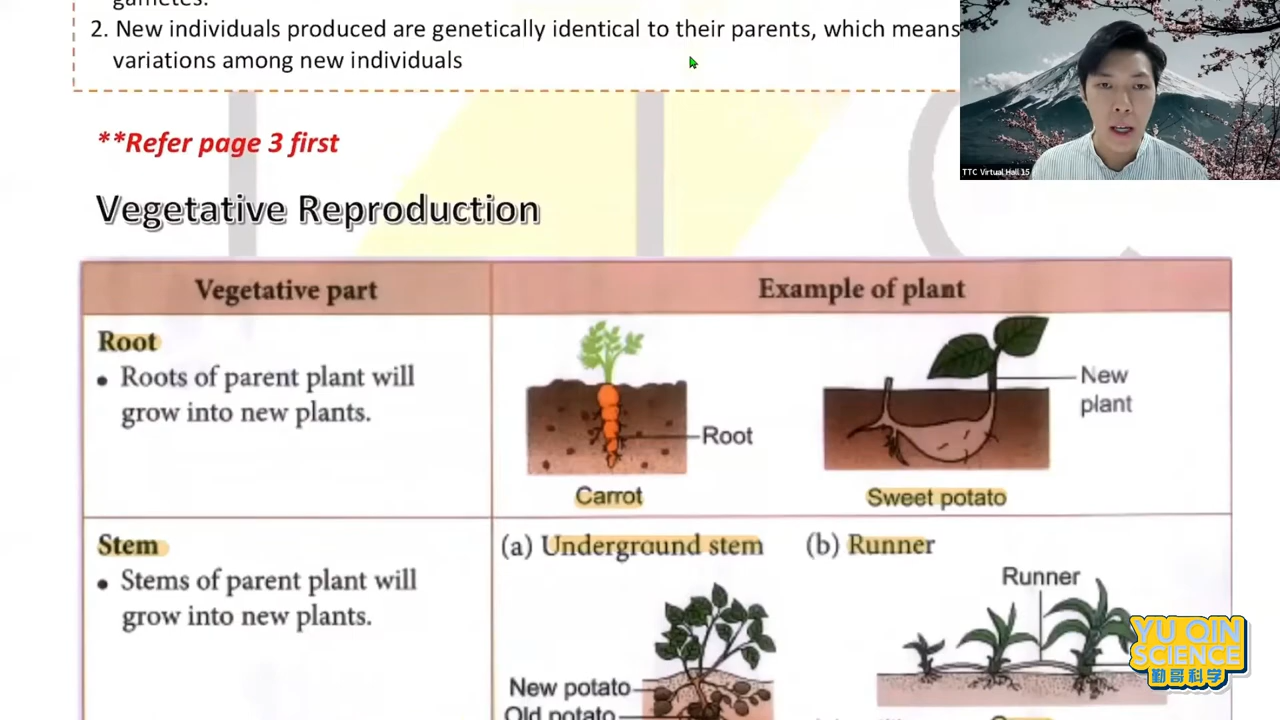 gametes.
2. New individuals produced are genetically identical to their parents, which means
variations among new individuals
TTC Virtual Hall 15
**Refer page 3 first
Vegetative Reproduction
Vegetative part
Example of plant
Root
• Roots of parent plant will
grow into new plants.
Root
Carrot
New
plant
Sweet potato
Stem
• Stems of parent plant will
grow into new plants.
(a) Underground stem
New potato
Old potato
(b) Runner
Runner
YU QIN
SCIENCE
勤哥科学